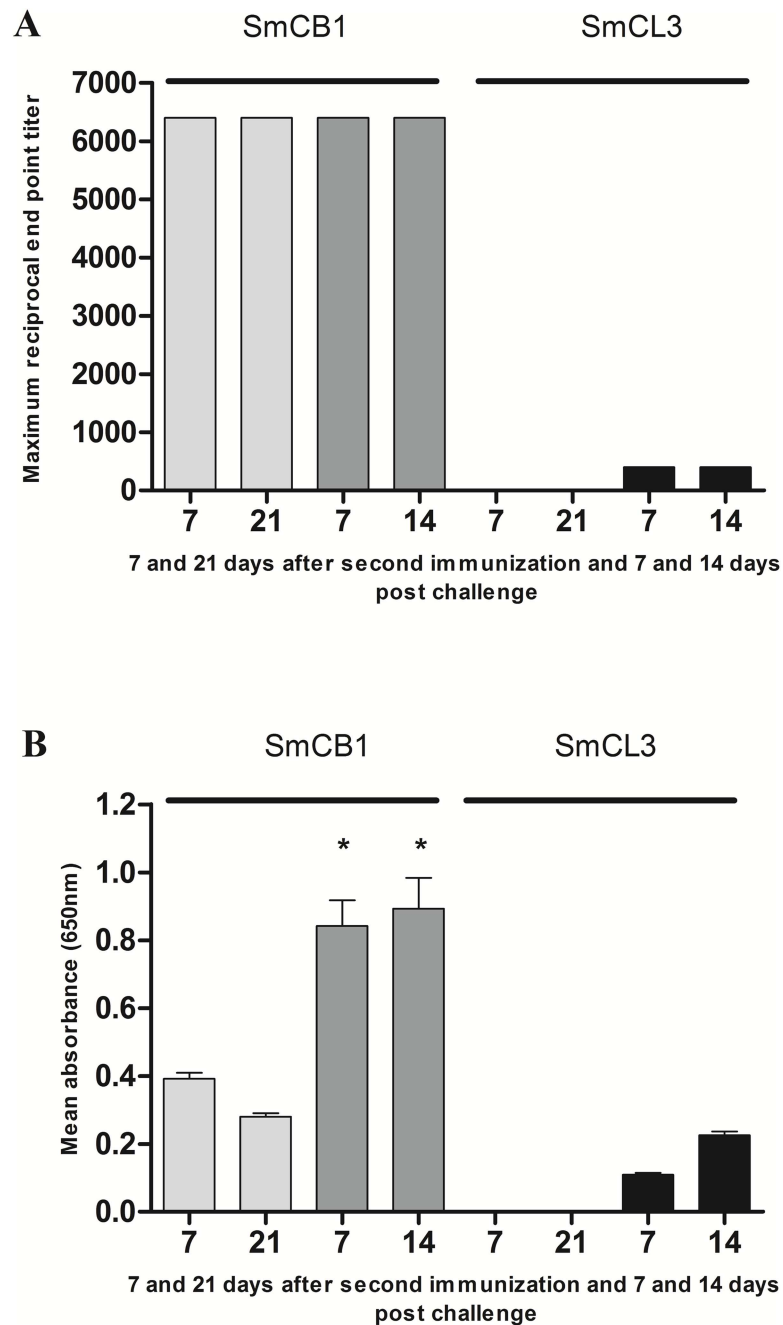 A
SmCB1 SmCL3
Maximum reciprocal end point titer
7000
6000
5000
4000
3000
2000
1000
0
7 21 7 14 7 21 7 14
7 and 21 days after second immunization and 7 and 14 days
post challenge
B
SmCB1 SmCL3
Mean absorbance (650nm)
1.2
1.0
0.8
0.6
0.4
0.2
0.0
* *
7 21 7 14 7 21 7 14
7 and 21 days after second immunization and 7 and 14 days
post challenge